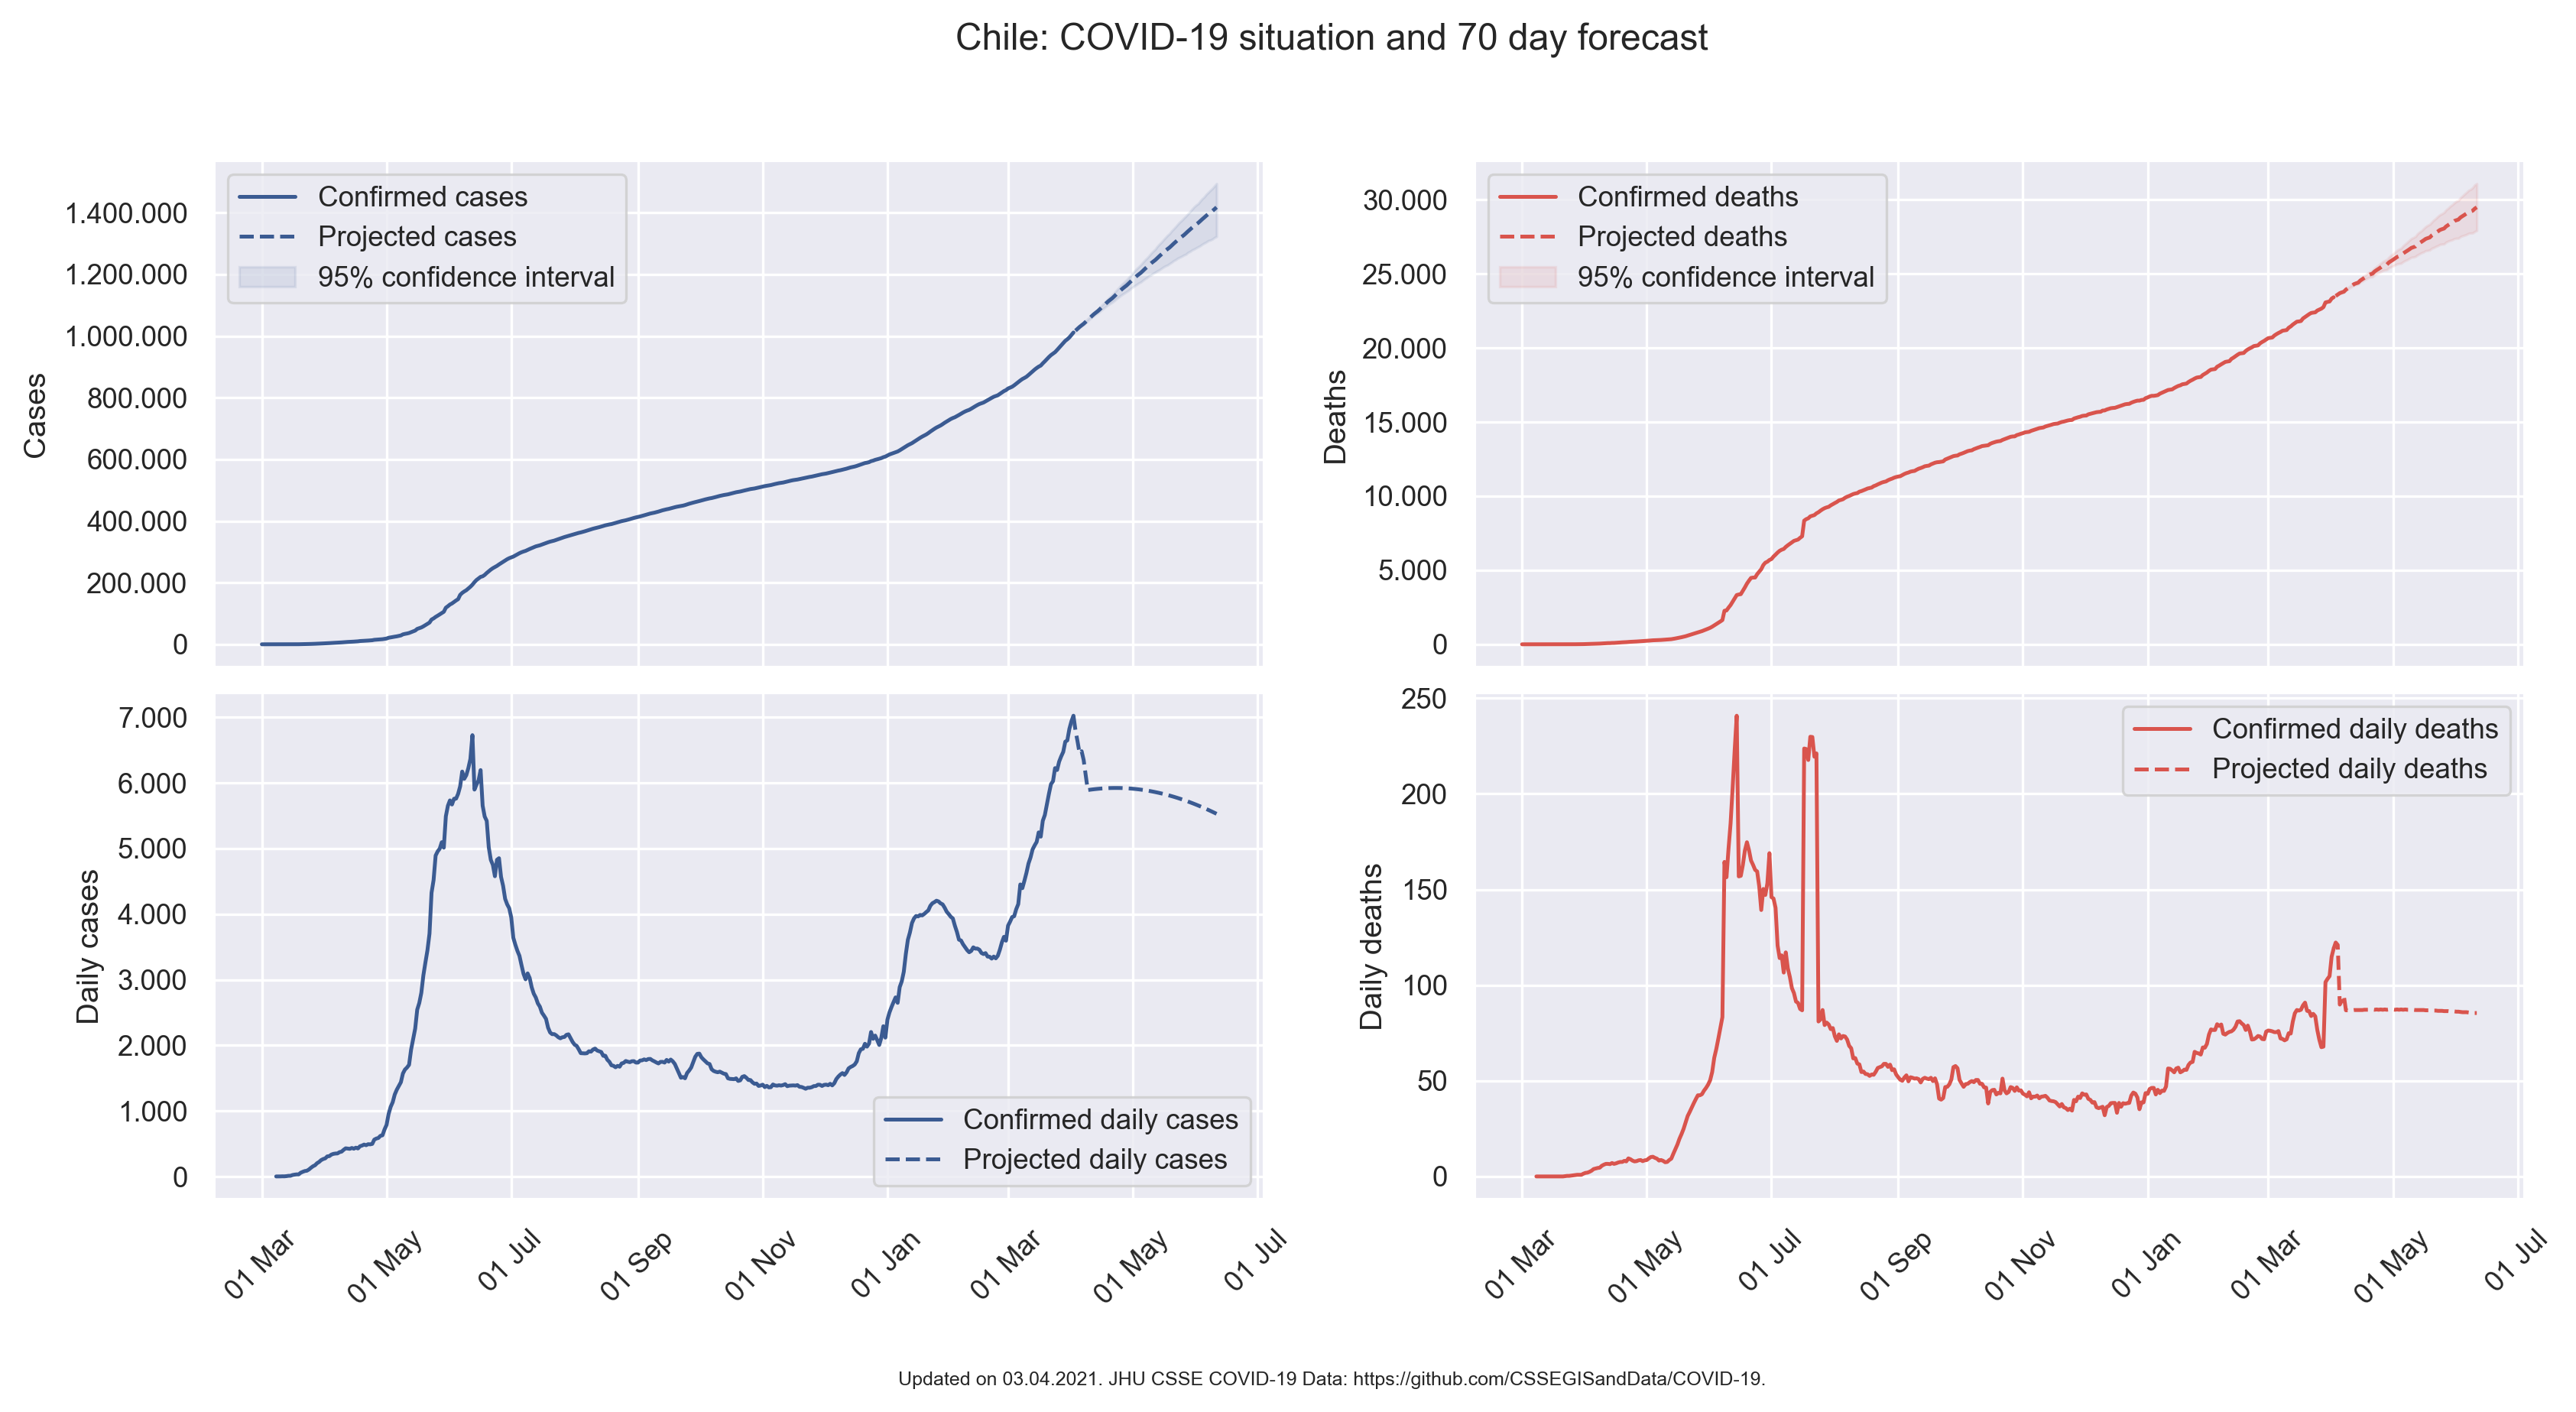 Chile: COVID-19 situation and 70 day forecast
Confirmed cases
Projected cases
95% confidence interval
1.400.000
1.200.000
1.000.000
800.000
600.000
400.000
200.000
0
Cases
Confirmed deaths
Projected deaths
95% confidence interval
30.000
25.000
20.000
15.000
10.000
5.000
0
Deaths
7.000
6.000
5.000
4.000
3.000
2.000
1.000
0
Daily cases
Confirmed daily cases
Projected daily cases
01 Mar
01 May
01 Jul
01 Sep
01 Nov
01 Jan
01 Mar
01 May
01 Jul
250
200
150
100
50
0
Daily deaths
Confirmed daily deaths
Projected daily deaths
01 Mar
01 May
01 Jul
01 Sep
01 Nov
01 Jan
01 Mar
01 May
01 Jul
Updated on 03.04.2021. JHU CSSE COVID-19 Data: https://github.com/CSSEGISandData/COVID-19.